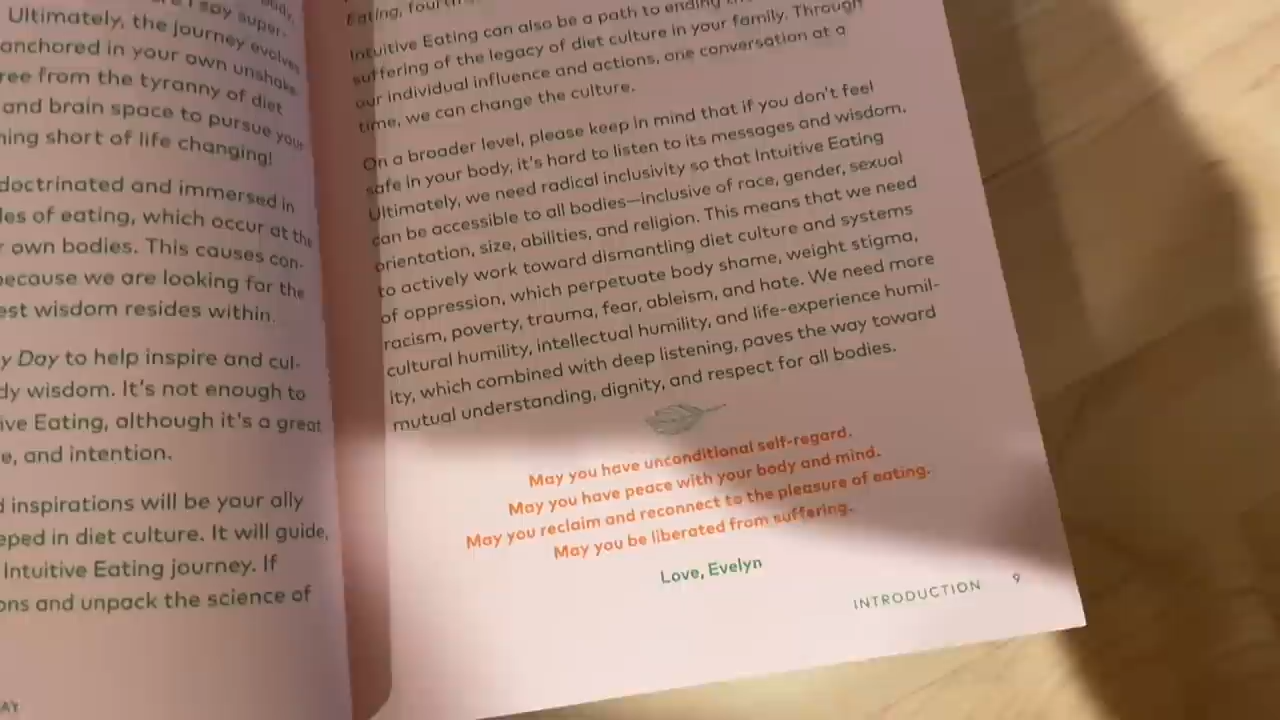 I say super-
Ultimately, the journey evolves
anchored in your own unshake-
ree from the tyranny of diet
and brain space to pursue your
ning short of life changing!
doctrinated and immersed in
les of eating, which occur at the
r own bodies. This causes con-
because we are looking for the
est wisdom resides within.
y Day to help inspire and cul-
dy wisdom. It's not enough to
ive Eating, although it's a great
e, and intention.
d inspirations will be your ally
eped in diet culture. It will guide,
Intuitive Eating journey. If
ons and unpack the science of
AY
Eating,
Intuitive Eating can also be a path to ending the
suffering of the legacy of diet culture in your family. Through
our individual influence and actions, one conversation at a
time, we can change the culture.
On a broader level, please keep in mind that if you don't feel
safe in your body, it's hard to listen to its messages and wisdom.
Ultimately, we need radical inclusivity so that Intuitive Eating
can be accessible to all bodies—inclusive of race, gender, sexual
orientation, size, abilities, and religion. This means that we need
to actively work toward dismantling diet culture and systems
of oppression, which perpetuate body shame, weight stigma,
racism, poverty, trauma, fear, ableism, and hate. We need more
cultural humility, intellectual humility, and life-experience humil-
ity, which combined with deep listening, paves the way toward
mutual understanding, dignity, and respect for all bodies.
May you have unconditional self-regard.
May you have peace with your body and mind.
May you reclaim and reconnect to the pleasure of eating.
May you be liberated from suffering.
Love, Evelyn
INTRODUCTION 9